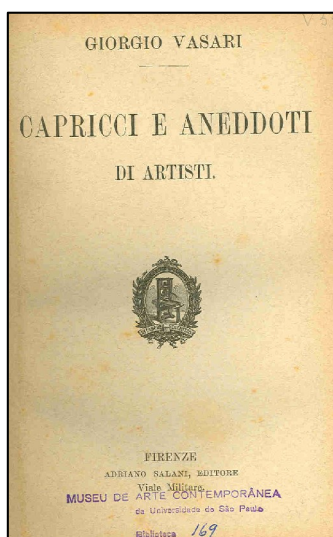 GIORGIO VASARI
CAPRICCI E ANEDDOTI
DI ARTISTI.
FIRENZE
ADRIANO SALANI, EDITORE
Viale Militare.
MUSEU DE ARTE CONTEMPORÂNEA
da Universidade de São Paulo
Biblioteca 169